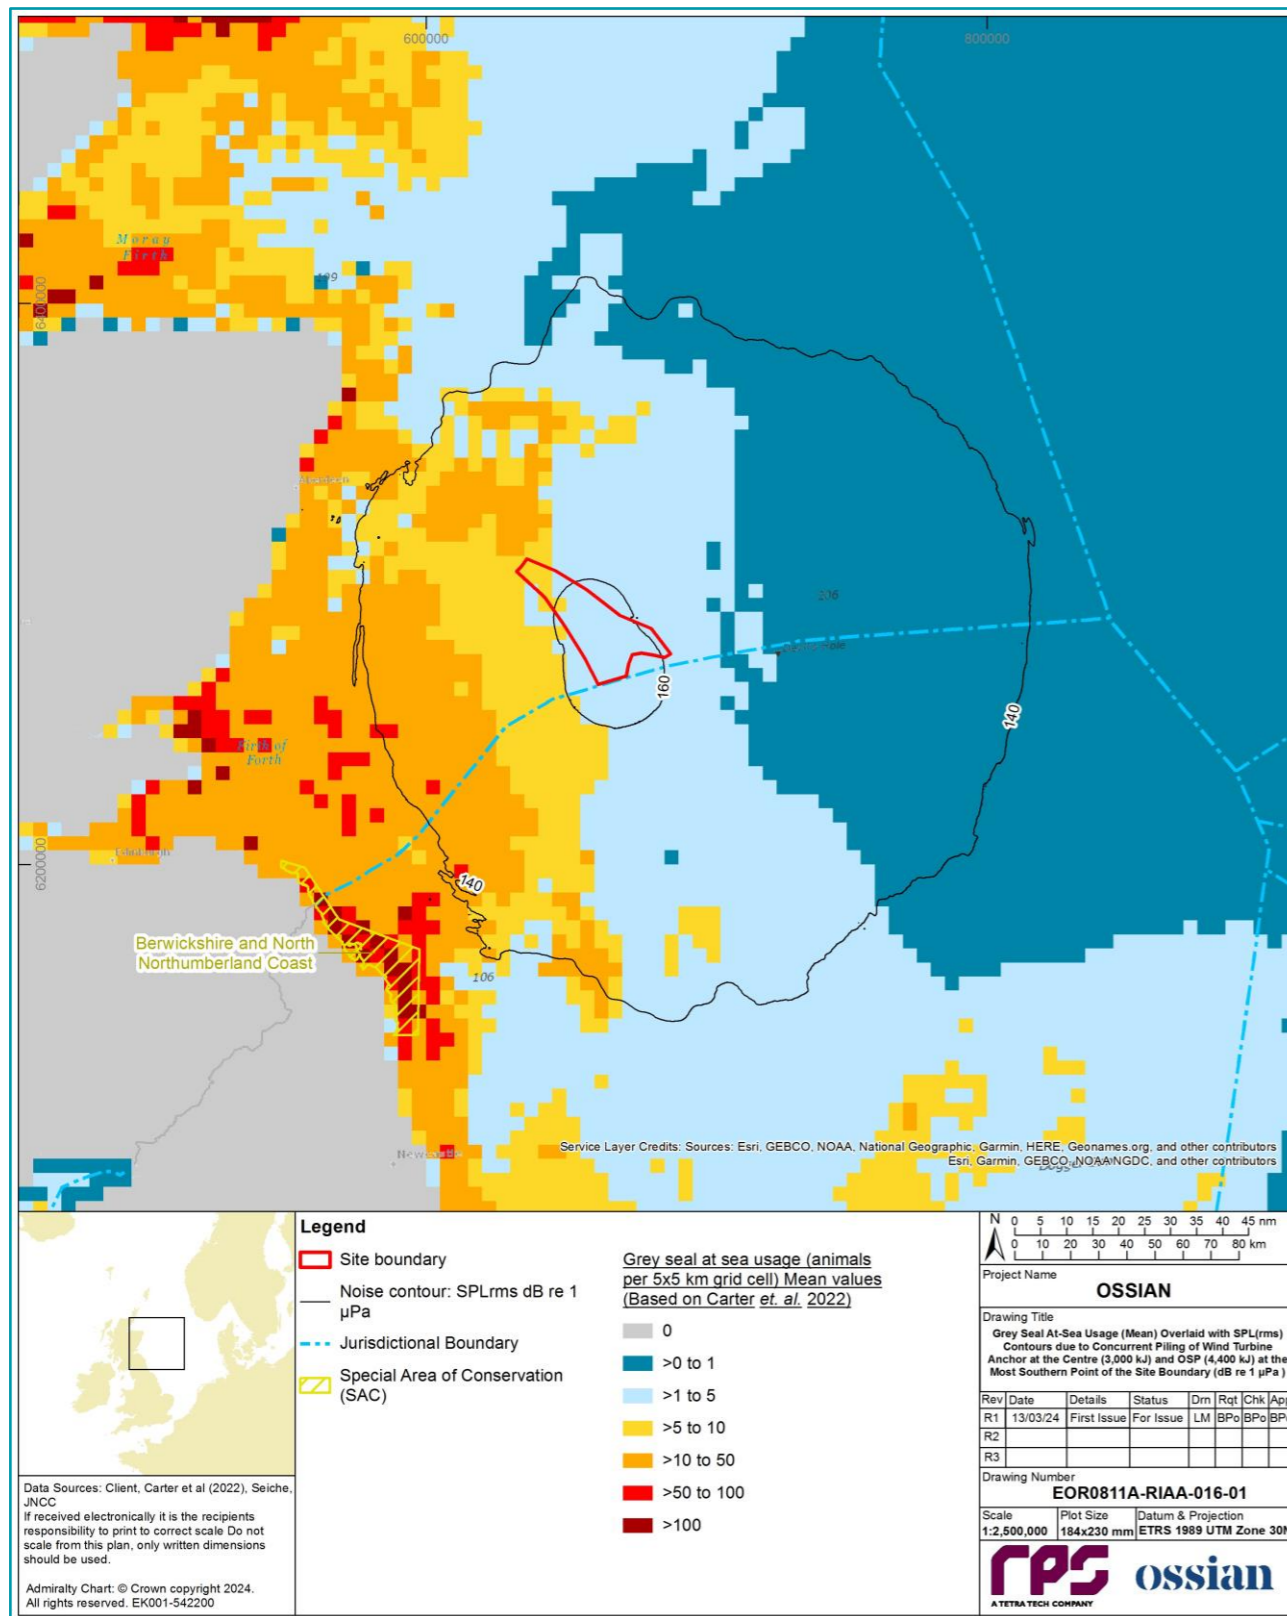 600000
800000
Moray
Firth
199
6400000
Aberdeen
236
Devils Hole
160
140
Firth of
Forth
6200000
Edinburgh
140
Berwickshire and North
Northumberland Coast
106
Newcastle
Service Layer Credits: Sources: Esri, GEBCO, NOAA, National Geographic, Garmin, HERE, Geonames.org, and other contributors
Esri, Garmin, GEBCO, NOAA NGDC, and other contributors
Legend
Site boundary
Noise contour: SPLrms dB re 1
µPa
Jurisdictional Boundary
Special Area of Conservation
(SAC)
Grey seal at sea usage (animals
per 5x5 km grid cell) Mean values
(Based on Carter et. al. 2022)
0
>0 to 1
>1 to 5
>5 to 10
>10 to 50
>50 to 100
>100
Data Sources: Client, Carter et al (2022), Seiche,
JNCC
If received electronically it is the recipients
responsibility to print to correct scale Do not
scale from this plan, only written dimensions
should be used.
Admiralty Chart: © Crown copyright 2024.
All rights reserved. EK001-542200
N 0 5 10 15 20 25 30 35 40 45 nm
0 10 20 30 40 50 60 70 80 km
Project Name
OSSIAN
Drawing Title
Grey Seal At-Sea Usage (Mean) Overlaid with SPL(rms)
Contours due to Concurrent Piling of Wind Turbine
Anchor at the Centre (3,000 kJ) and OSP (4,400 kJ) at the
Most Southern Point of the Site Boundary (dB re 1 µPa )
Rev Date Details Status Drn Rqt Chk App
R1 13/03/24 First Issue For Issue LM BPo BPo BPo
R2
R3
Drawing Number
EOR0811A-RIAA-016-01
Scale Plot Size Datum & Projection
1:2,500,000 184x230 mm ETRS 1989 UTM Zone 30N
rps ossian
A TETRA TECH COMPANY